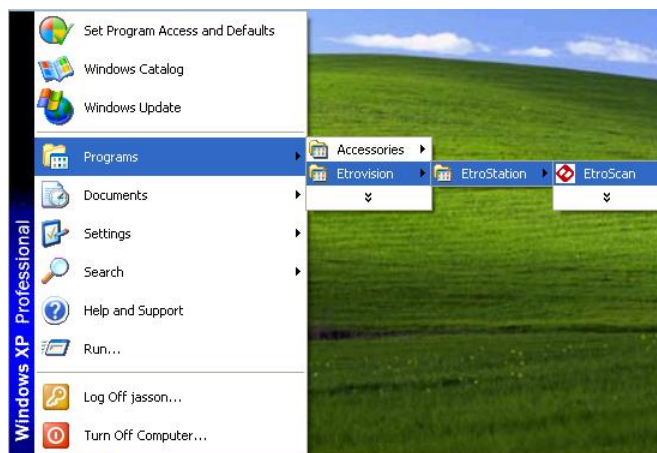 Set Program Access and Defaults
Windows Catalog
Windows Update
Programs
Accessories
Etrovision
EtroStation
EtroScan
Documents
Settings
Search
Help and Support
Run...
Log Off jasson...
Turn Off Computer...
Windows XP Professional